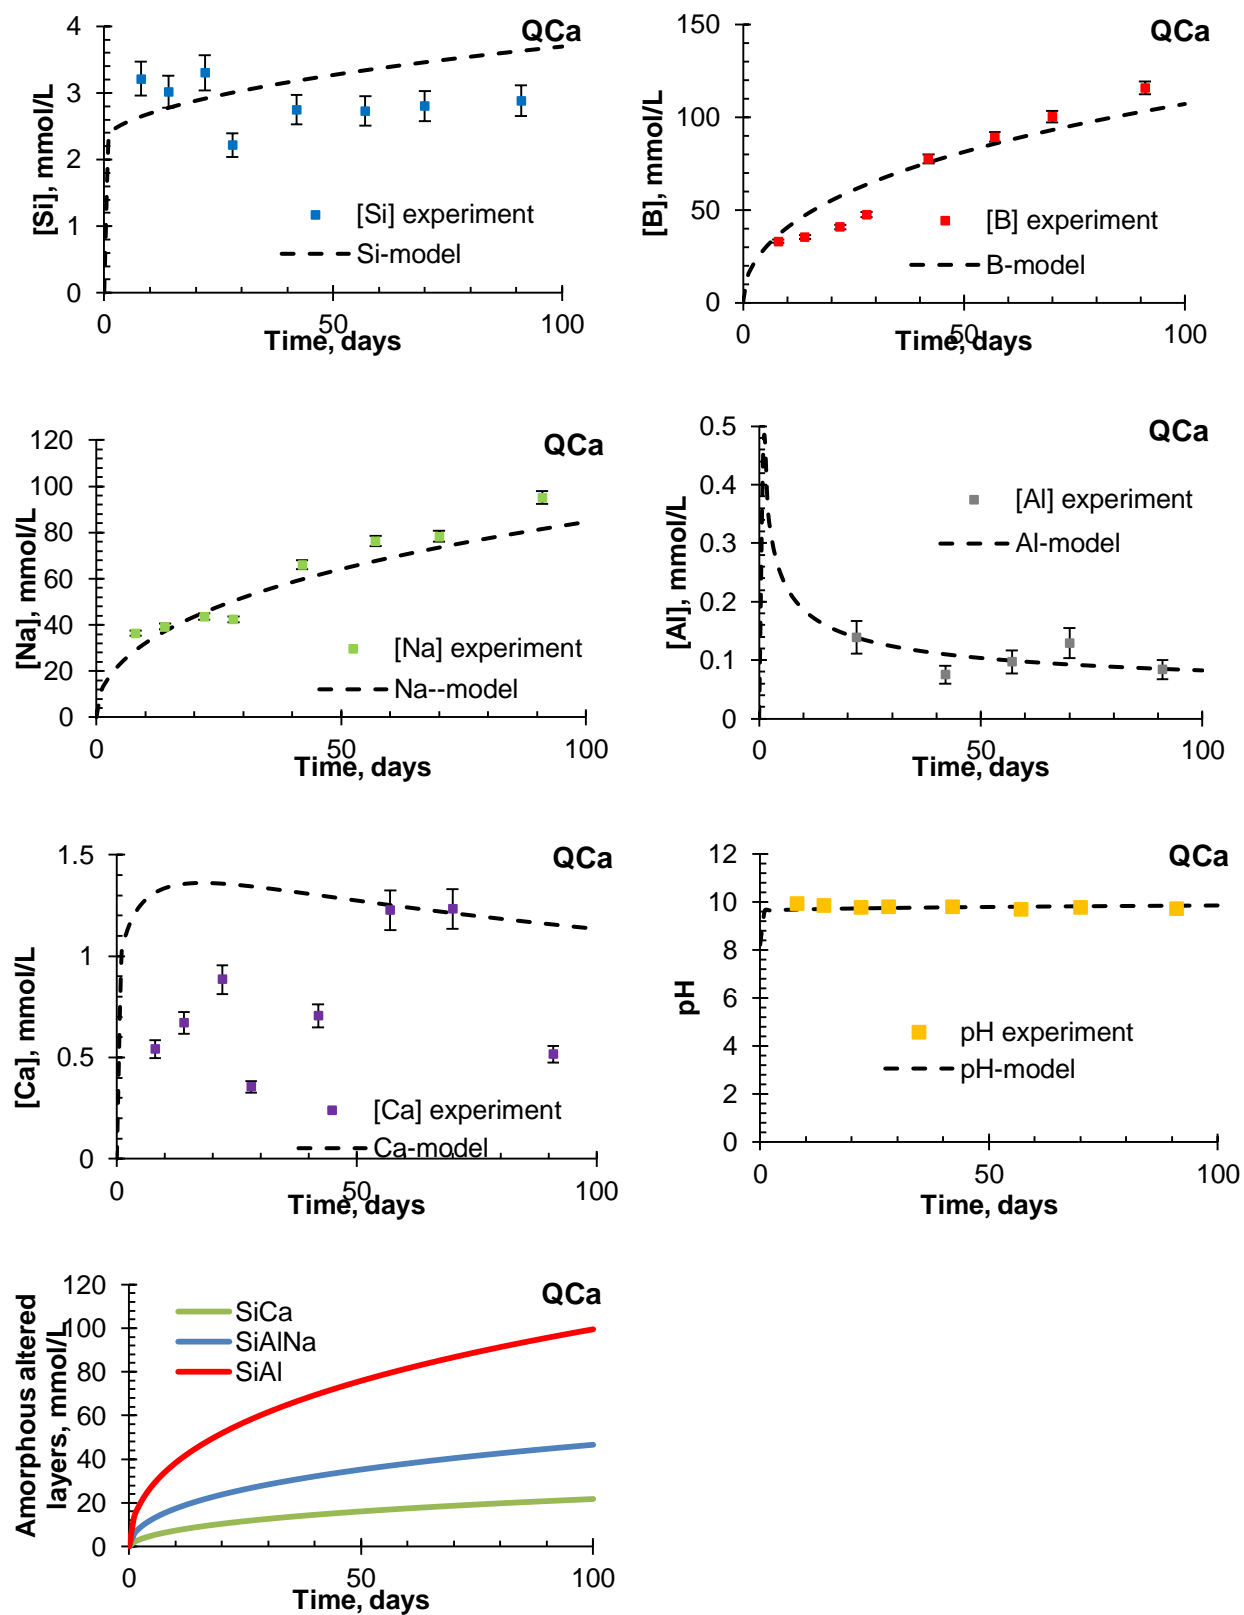 QCa
4
3
2
1
0
[Si], mmol/L
[Si] experiment
Si-model
0
50
100
Time, days
QCa
150
100
50
0
[B], mmol/L
[B] experiment
B-model
0
50
100
Time, days
QCa
120
100
80
60
40
20
0
[Na], mmol/L
[Na] experiment
Na--model
0
50
100
Time, days
QCa
0.5
0.4
0.3
0.2
0.1
0
[Al], mmol/L
[Al] experiment
Al-model
0
50
100
Time, days
QCa
1.5
1
0.5
0
[Ca], mmol/L
[Ca] experiment
Ca-model
0
50
100
Time, days
QCa
12
10
8
6
4
2
0
pH
pH experiment
pH-model
0
50
100
Time, days
QCa
120
100
80
60
40
20
0
Amorphous altered
layers, mmol/L
SiCa
SiAlNa
SiAl
0
50
100
Time, days